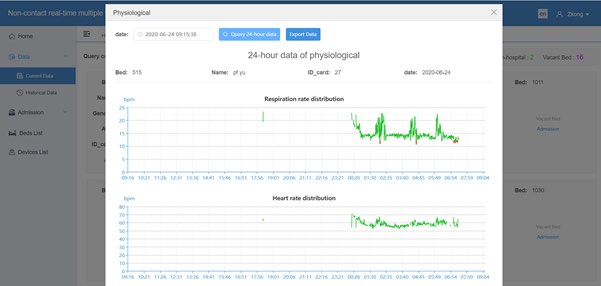 Non-contact real-time multiple
Physiological
en
Ztong
Home
Data
Current Data
Historical Data
Admission
Beds List
Devices List
date:
2020-06-24 09:15:38
Query 24-hour data
Export Data
24-hour data of physiological
Bed: 515
Name: pf yu
ID_card: 27
date: 2020-06-24
Respiration rate distribution
bpm
25
20
15
10
5
0
09:16 10:21 11:26 12:31 13:36 14:41 15:46 16:51 17:56 19:01 20:06 21:11 22:16 23:21 00:26 01:30 02:35 03:40 04:45 05:49 06:54 07:59 09:04
Heart rate distribution
bpm
80
70
60
50
40
30
20
10
0
09:16 10:21 11:26 12:31 13:36 14:41 15:46 16:51 17:56 19:01 20:06 21:11 22:16 23:21 00:26 01:30 02:35 03:40 04:45 05:49 06:54 07:59 09:04
Query c
-hospital : 2 Vacant Bed : 16
Bed: 1011
Vacant Bed
Admission
Bed: 1030
Vacant Bed
Admission